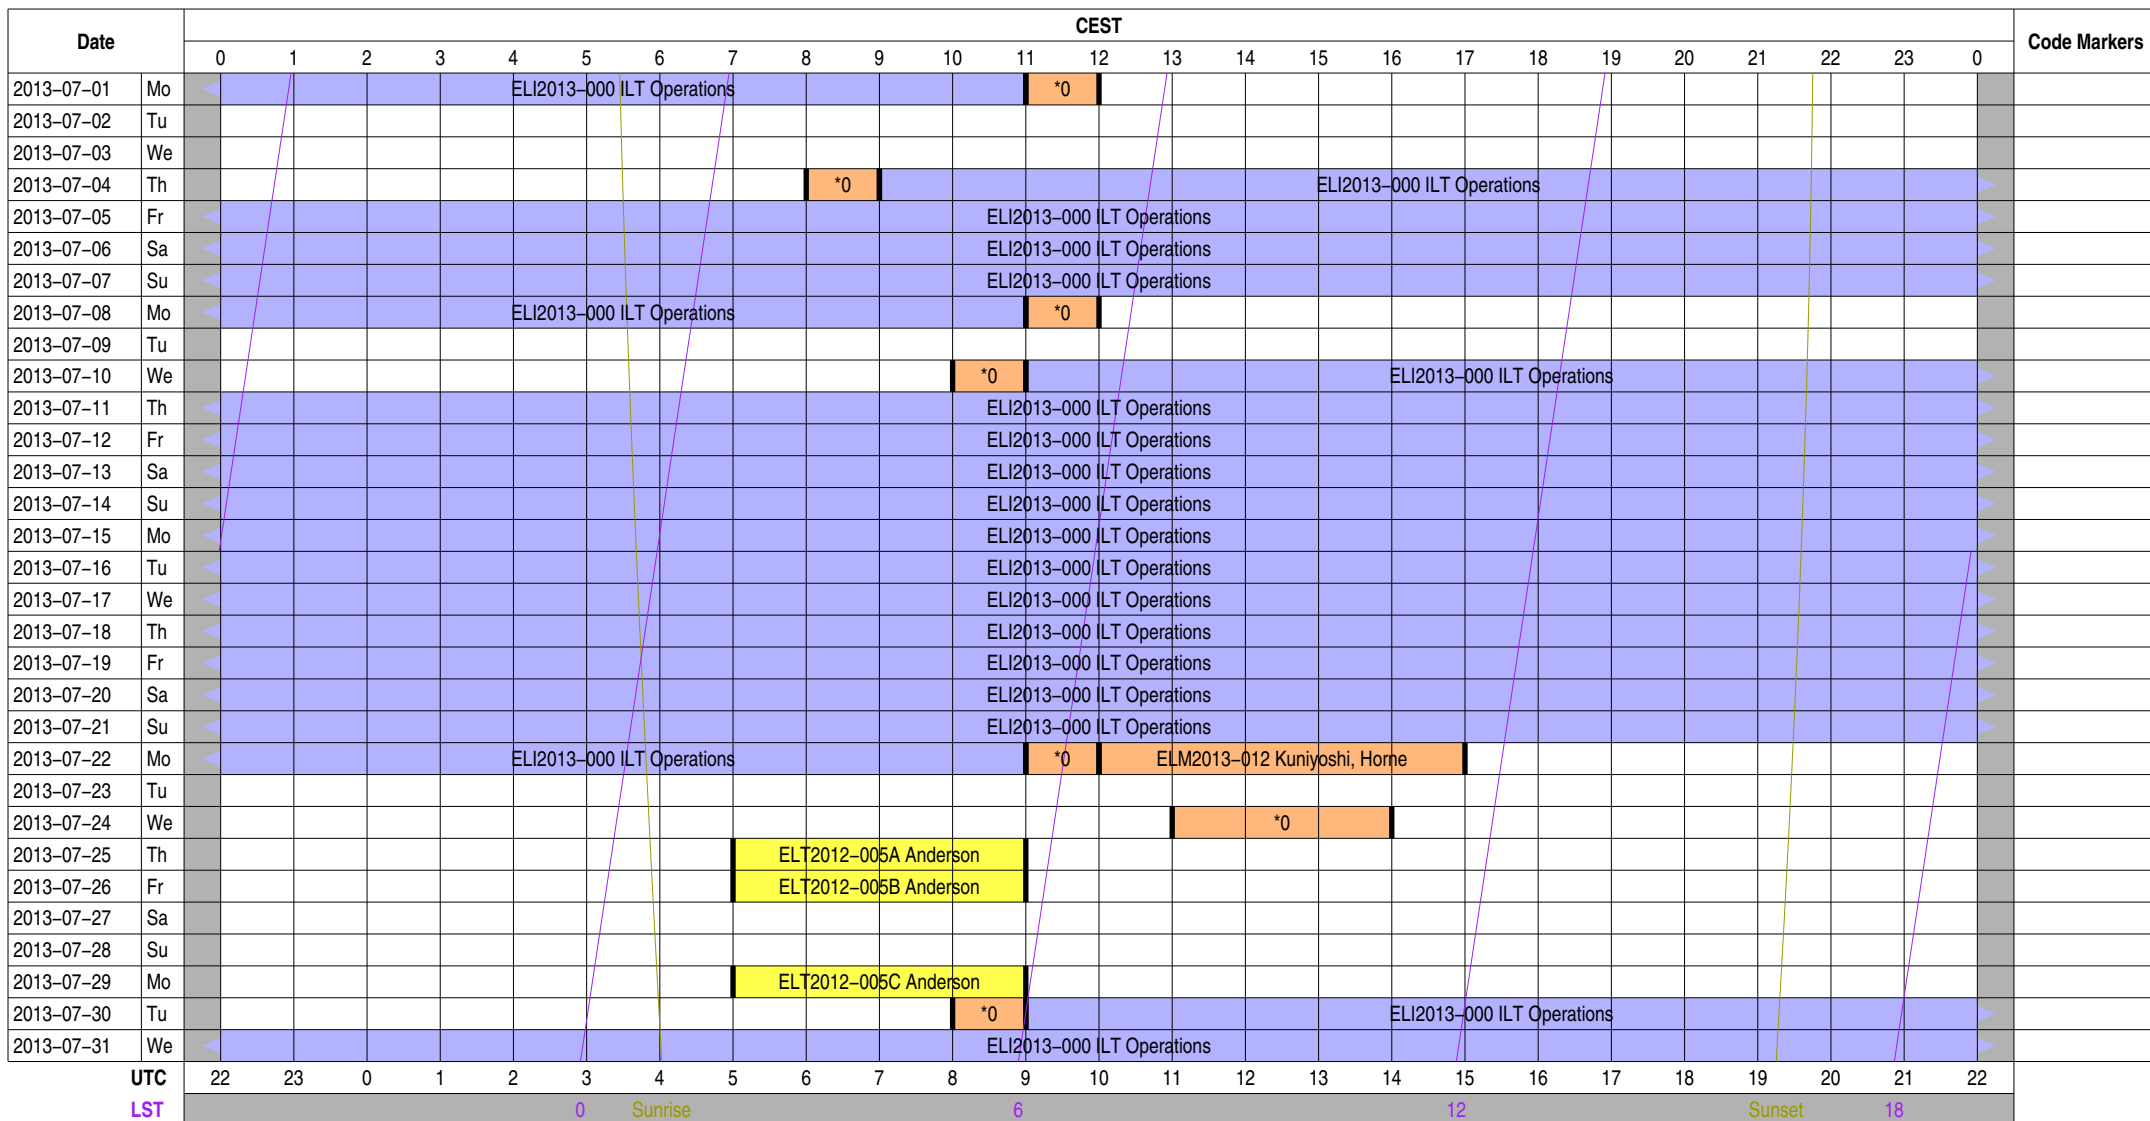 Date CEST Code Markers
0 1 2 3 4 5 6 7 8 9 10 11 12 13 14 15 16 17 18 19 20 21 22 23 0
2013−07−01 Mo ELI2013−000 ILT Operations *0
2013−07−02 Tu
2013−07−03 We
2013−07−04 Th *0 ELI2013−000 ILT Operations
2013−07−05 Fr ELI2013−000 ILT Operations
2013−07−06 Sa ELI2013−000 ILT Operations
2013−07−07 Su ELI2013−000 ILT Operations
2013−07−08 Mo ELI2013−000 ILT Operations *0
2013−07−09 Tu
2013−07−10 We *0 ELI2013−000 ILT Operations
2013−07−11 Th ELI2013−000 ILT Operations
2013−07−12 Fr ELI2013−000 ILT Operations
2013−07−13 Sa ELI2013−000 ILT Operations
2013−07−14 Su ELI2013−000 ILT Operations
2013−07−15 Mo ELI2013−000 ILT Operations
2013−07−16 Tu ELI2013−000 ILT Operations
2013−07−17 We ELI2013−000 ILT Operations
2013−07−18 Th ELI2013−000 ILT Operations
2013−07−19 Fr ELI2013−000 ILT Operations
2013−07−20 Sa ELI2013−000 ILT Operations
2013−07−21 Su ELI2013−000 ILT Operations
2013−07−22 Mo ELI2013−000 ILT Operations *0 ELM2013−012 Kuniyoshi, Horne
2013−07−23 Tu
2013−07−24 We *0
2013−07−25 Th ELT2012−005A Anderson
2013−07−26 Fr ELT2012−005B Anderson
2013−07−27 Sa
2013−07−28 Su
2013−07−29 Mo ELT2012−005C Anderson
2013−07−30 Tu *0 ELI2013−000 ILT Operations
2013−07−31 We ELI2013−000 ILT Operations
UTC 22 23 0 1 2 3 4 5 6 7 8 9 10 11 12 13 14 15 16 17 18 19 20 21 22
LST 0 Sunrise 6 12 Sunset 18